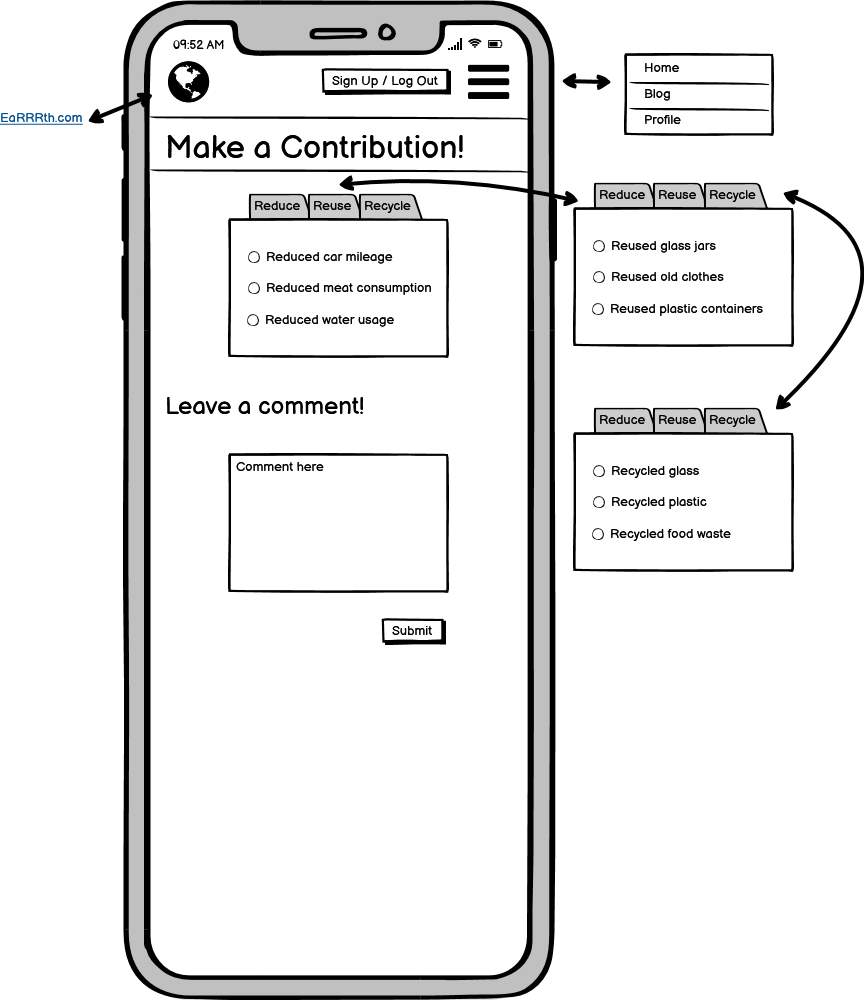 09:52 AM
Sign Up / Log Out
EaRRRth.com
Make a Contribution!
Reduce Reuse Recycle
Reduced car mileage
Reduced meat consumption
Reduced water usage
Leave a comment!
Comment here
Submit
Home
Blog
Profile
Reduce Reuse Recycle
Reused glass jars
Reused old clothes
Reused plastic containers
Reduce Reuse Recycle
Recycled glass
Recycled plastic
Recycled food waste